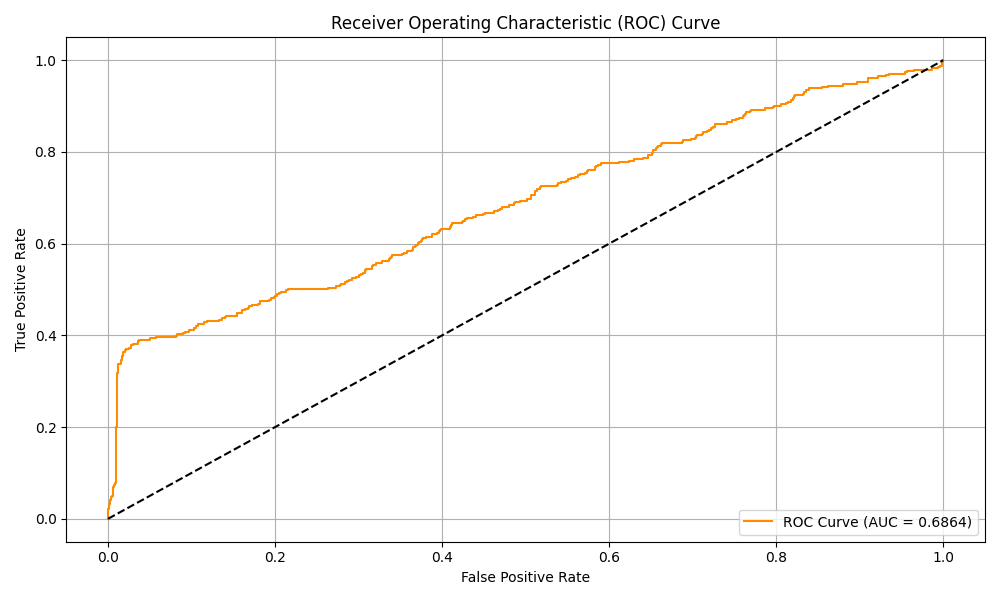 Receiver Operating Characteristic (ROC) Curve
True Positive Rate
1.0
0.8
0.6
0.4
0.2
0.0
ROC Curve (AUC = 0.6864)
0.0 0.2 0.4 0.6 0.8 1.0
False Positive Rate